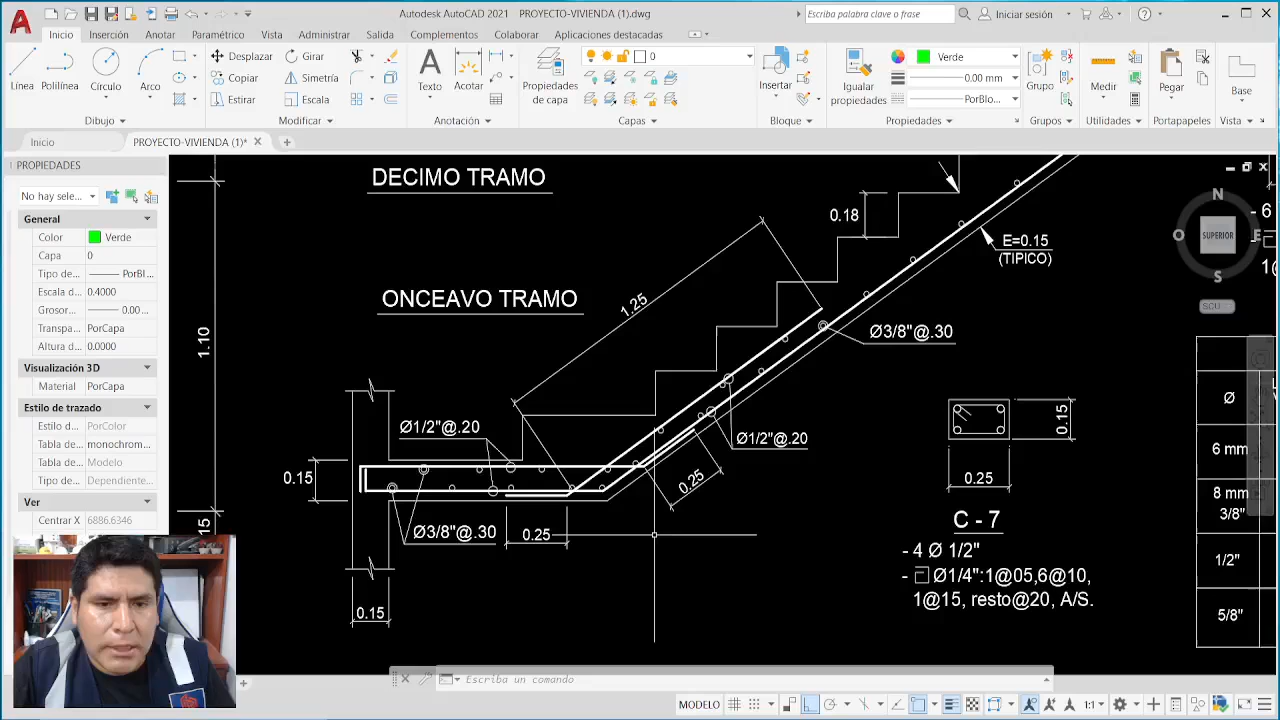 Autodesk AutoCAD 2021 PROYECTO-VIVIENDA (1).dwg
Escriba palabra clave o frase
Iniciar sesión
Inicio Inserción Anotar Paramétrico Vista Administrar Salida Complementos Colaborar Aplicaciones destacadas
Línea Polilínea Círculo Arco
Desplazar Girar
Copiar Simetría
Estirar Escala
Texto Acotar
Propiedades de capa
0
Insertar
Igualar propiedades
Verde
0.00 mm
PorBlo...
Grupo
Medir
Pegar
Base
Dibujo Modificar Anotación Capas Bloque Propiedades Grupos Utilidades Portapapeles Vista
Inicio PROYECTO-VIVIENDA (1)*
PROPIEDADES
No hay sele...
General
Color Verde
Capa 0
Tipo de... PorBl...
Escala d... 0.4000
Grosor... 0.00...
Transpa... PorCapa
Altura d... 0.0000
Visualización 3D
Material PorCapa
Estilo de trazado
Estilo d... PorColor
Tabla de... monochrom...
Tabla de... Modelo
Tipo de... Dependiente...
Ver
Centrar X 6886.6346
DECIMO TRAMO
ONCEAVO TRAMO
1.25
0.18
E=0.15
(TIPICO)
Ø3/8"@.30
1.10
Ø1/2"@.20
Ø1/2"@.20
0.15
0.25
Ø3/8"@.30
0.25
15
0.15
0.15
0.25
C - 7
- 4 Ø 1/2"
- Ø1/4":1@05,6@10,
1@15, resto@20, A/S.
- 6
1@
N
O SUPERIOR E
S
SCU
Ø
6 mm
8 mm
3/8"
1/2"
5/8"
Escriba un comando
MODELO
1:1